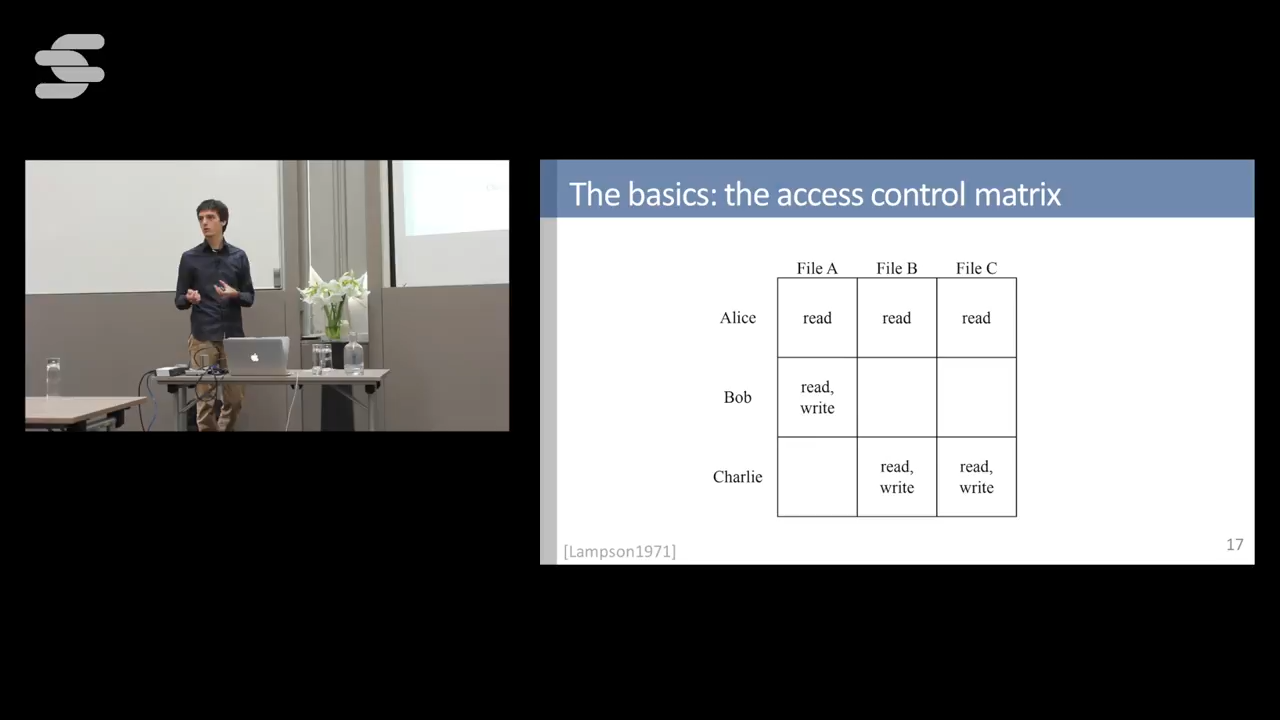 The basics: the access control matrix
File A File B File C
Alice read read read
Bob read, write
Charlie read, write read, write
[Lampson1971]
17